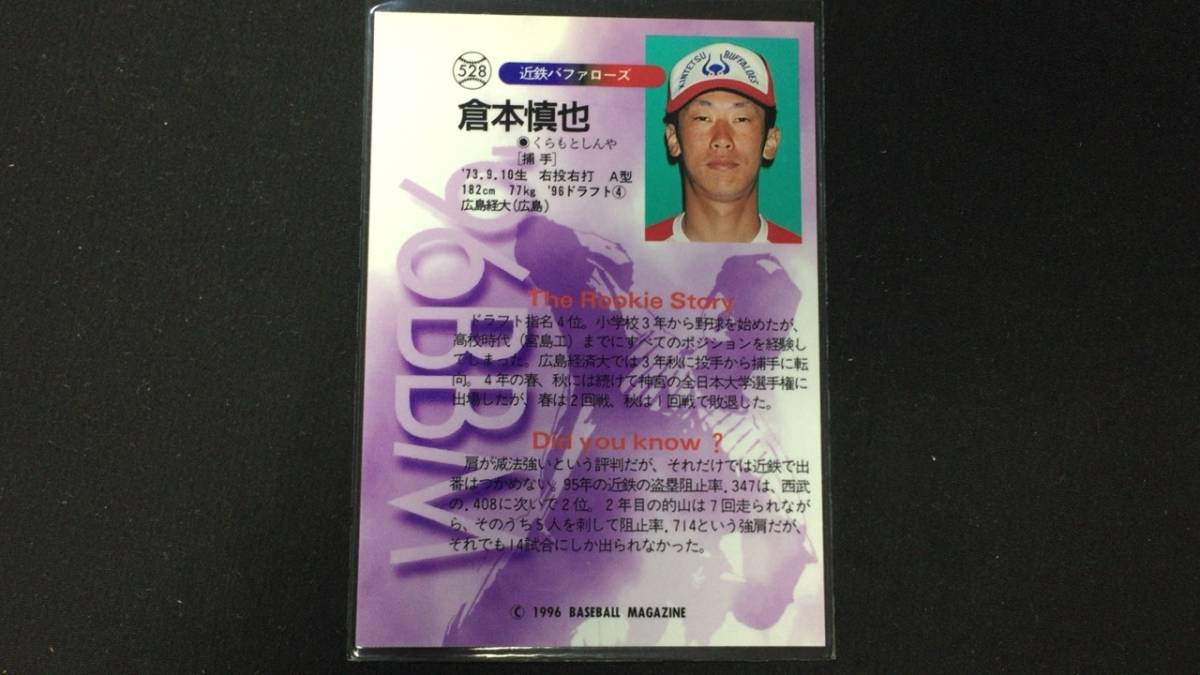 528
近鉄バファローズ
KINTETSU BUFFALOES
倉本慎也
◉くらもとしんや
[捕手]
'73.9.10生 右投右打 A型
182cm 77kg '96ドラフト④
広島経大(広島)
'96BBM
The Rookie Story
ドラフト指名4位。小学校3年から野球を始めたが、
高校時代(宮島工)までにすべてのポジションを経験し
てしまった。広島経済大では3年秋に投手から捕手に転
向。4年の春、秋には続けて神宮の全日本大学選手権に
出場したが、春は2回戦、秋は1回戦で敗退した。
Did you know ?
肩が滅法強いという評判だが、それだけでは近鉄で出
番はつかめない。95年の近鉄の盗塁阻止率.347は、西武
の.408に次いで2位。2年目の的山は7回走られなが
ら、そのうち5人を刺して阻止率.714という強肩だが、
それでも14試合にしか出られなかった。
© 1996 BASEBALL MAGAZINE